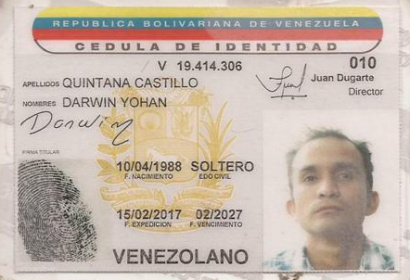 REPUBLICA BOLIVARIANA DE VENEZUELA
CEDULA DE IDENTIDAD
V 19.414.306
010
APELLIDOS QUINTANA CASTILLO
Juan Dugarte
Director
NOMBRES DARWIN YOHAN
Darwin
FIRMA TITULAR
10/04/1988 SOLTERO
F. NACIMIENTO EDO CIVIL
15/02/2017 02/2027
F. EXPEDICION F. VENCIMIENTO
VENEZOLANO